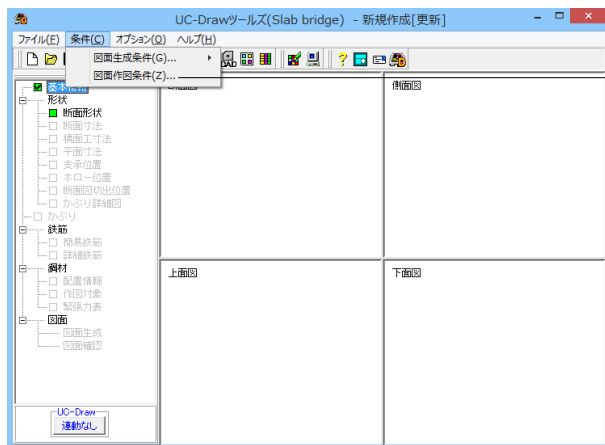 UC-Drawツールズ(Slab bridge) - 新規作成[更新]
ファイル(F) 条件(C) オプション(O) ヘルプ(H)
図面生成条件(G)...
図面作図条件(Z)...
基本情報
形状
断面形状
断面寸法
橋面工寸法
平面寸法
支承位置
ホロー位置
断面図切出位置
かぶり詳細図
かぶり
鉄筋
簡易鉄筋
詳細鉄筋
鋼材
配置情報
作図対象
緊張力表
図面
図面生成
図面確認
側面図
上面図
下面図
UC-Draw
連動なし